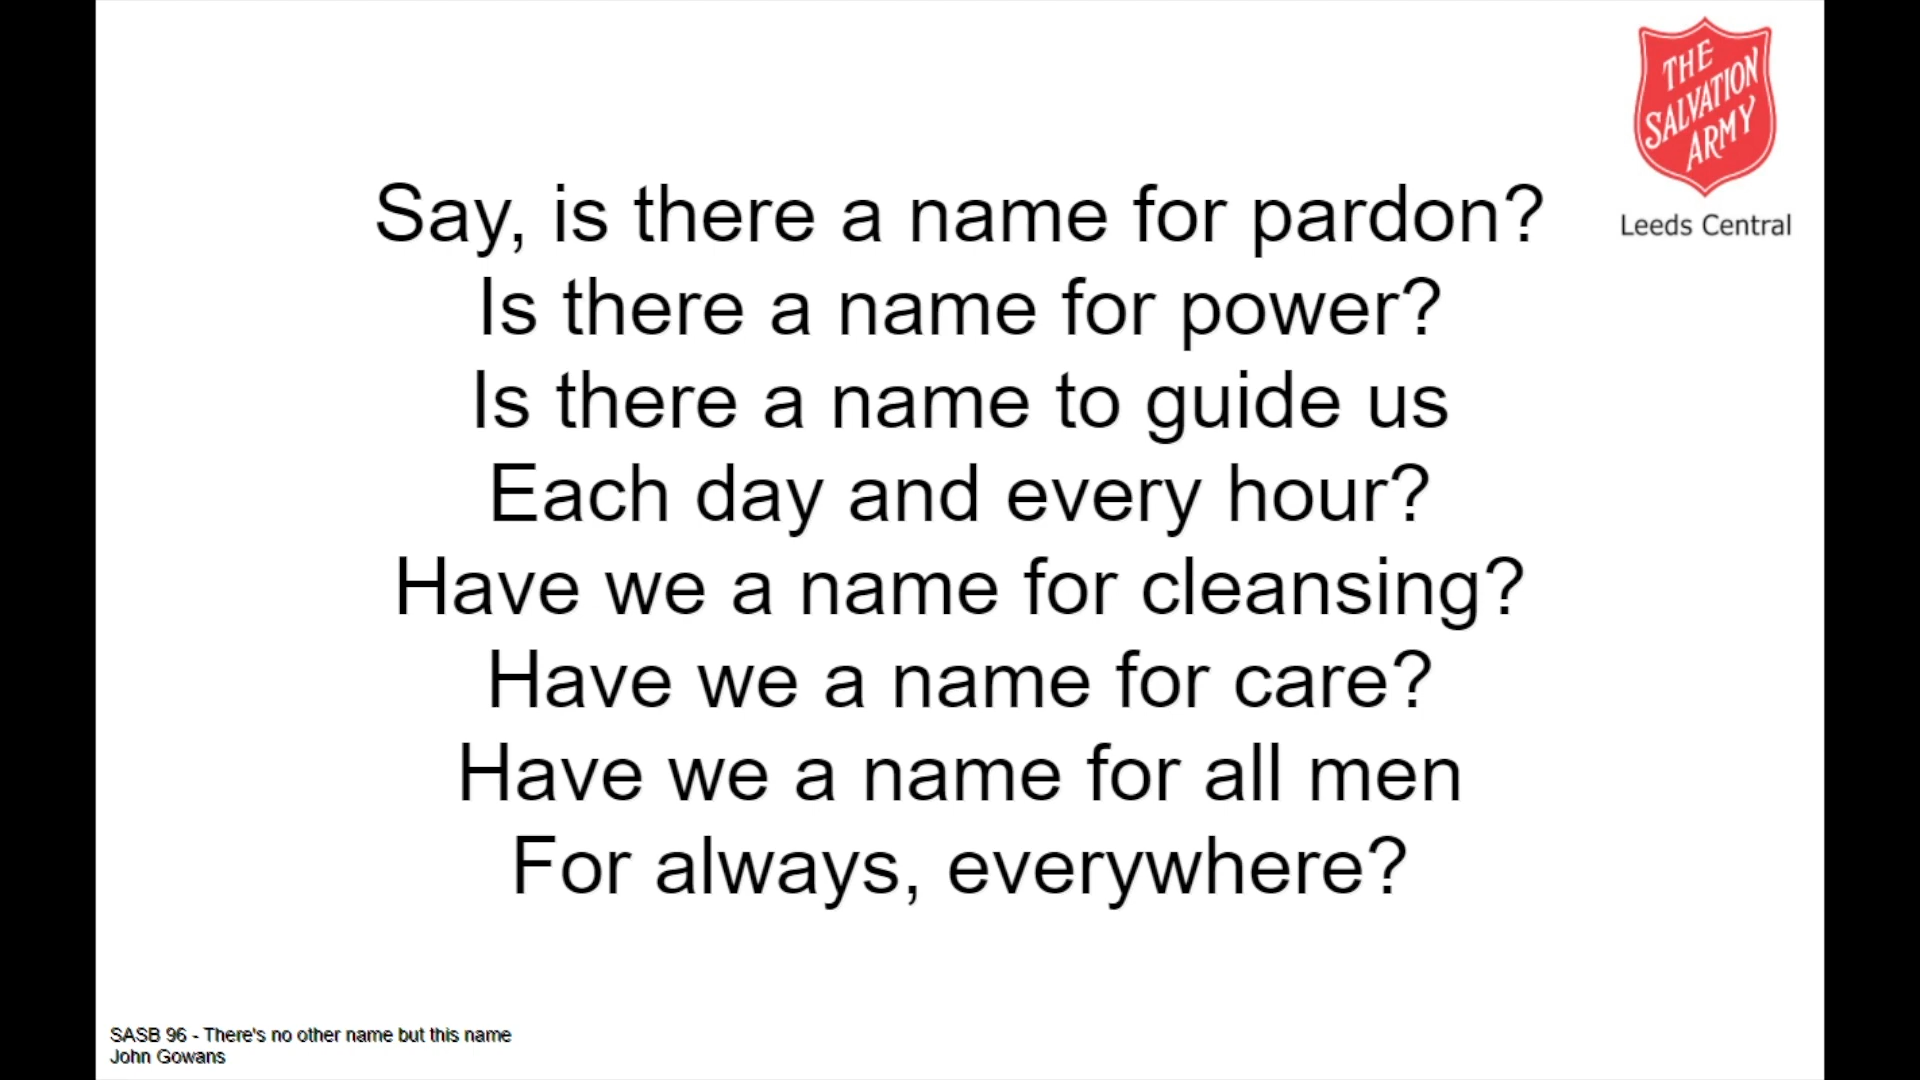 THE
SALVATION
ARMY
Leeds Central
Say, is there a name for pardon?
Is there a name for power?
Is there a name to guide us
Each day and every hour?
Have we a name for cleansing?
Have we a name for care?
Have we a name for all men
For always, everywhere?
SASB 96 - There's no other name but this name
John Gowans